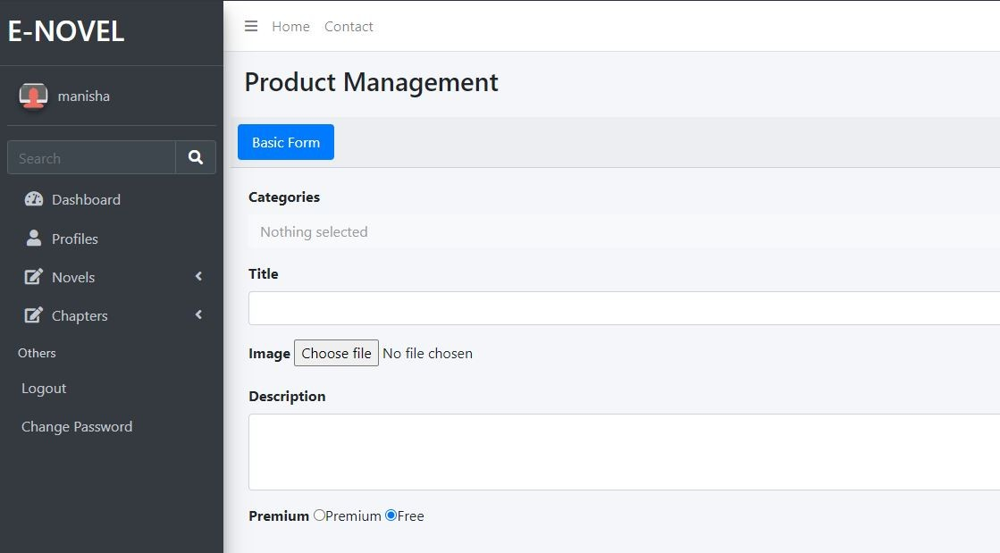 E-NOVEL
manisha
Search
Dashboard
Profiles
Novels
Chapters
Others
Logout
Change Password
Home Contact
Product Management
Basic Form
Categories
Nothing selected
Title
Image Choose file No file chosen
Description
Premium Premium Free